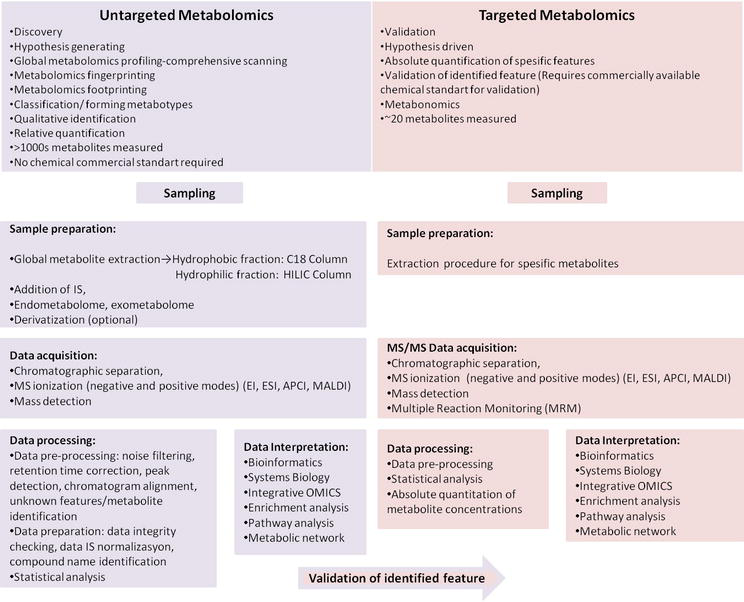 Untargeted Metabolomics
•Discovery
•Hypothesis generating
•Global metabolomics profiling-comprehensive scanning
•Metabolomics fingerprinting
•Metabolomics footprinting
•Classification/ forming metabotypes
•Qualitative identification
•Relative quantification
•>1000s metabolites measured
•No chemical commercial standart required
Targeted Metabolomics
•Validation
•Hypothesis driven
•Absolute quantification of spesific features
•Validation of identified feature (Requires commercially available
chemical standart for validation)
•Metabonomics
•~20 metabolites measured
Sampling
Sampling
Sample preparation:
•Global metabolite extraction→Hydrophobic fraction: C18 Column
Hydrophilic fraction: HILIC Column
•Addition of IS,
•Endometabolome, exometabolome
•Derivatization (optional)
Sample preparation:
Extraction procedure for spesific metabolites
Data acquisition:
•Chromatographic separation,
•MS ionization (negative and positive modes) (EI, ESI, APCI, MALDI)
•Mass detection
MS/MS Data acquisition:
•Chromatographic separation,
•MS ionization (negative and positive modes) (EI, ESI, APCI, MALDI)
•Mass detection
•Multiple Reaction Monitoring (MRM)
Data processing:
•Data pre-processing: noise filtering,
retention time correction, peak
detection, chromatogram alignment,
unknown features/metabolite
identification
•Data preparation: data integrity
checking, data IS normalizasyon,
compound name identification
•Statistical analysis
Data Interpretation:
•Bioinformatics
•Systems Biology
•Integrative OMICS
•Enrichment analysis
•Pathway analysis
•Metabolic network
Data processing:
•Data pre-processing
•Statistical analysis
•Absolute quantitation of
metabolite concentrations
Data Interpretation:
•Bioinformatics
•Systems Biology
•Integrative OMICS
•Enrichment analysis
•Pathway analysis
•Metabolic network
Validation of identified feature